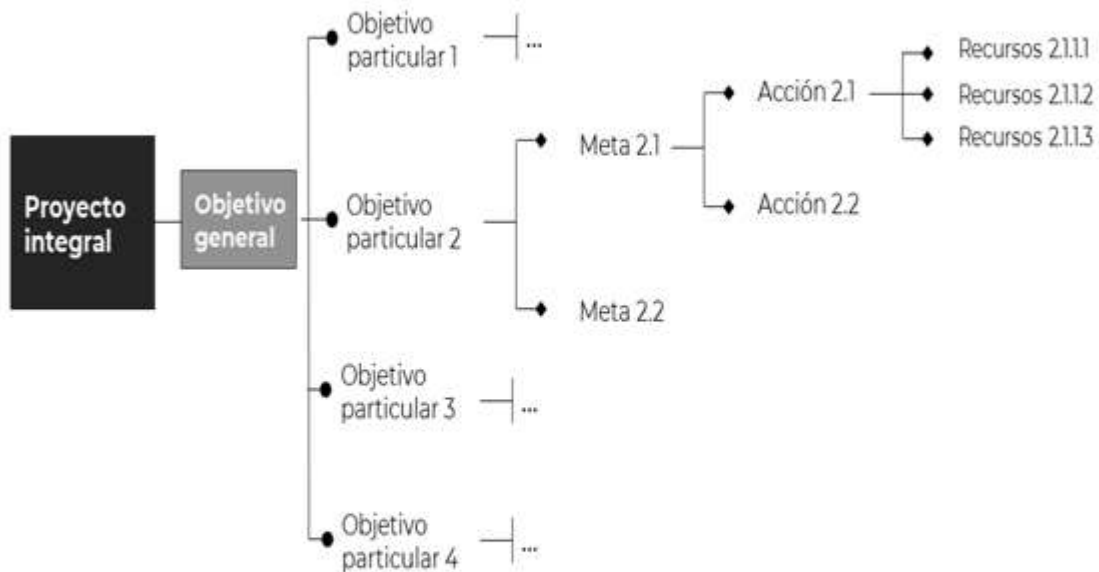 Proyecto
integral
Objetivo
general
Objetivo
particular 1
...
Objetivo
particular 2
Meta 2.1
Acción 2.1
Recursos 2.1.1.1
Recursos 2.1.1.2
Recursos 2.1.1.3
Acción 2.2
Meta 2.2
Objetivo
particular 3
...
Objetivo
particular 4
...